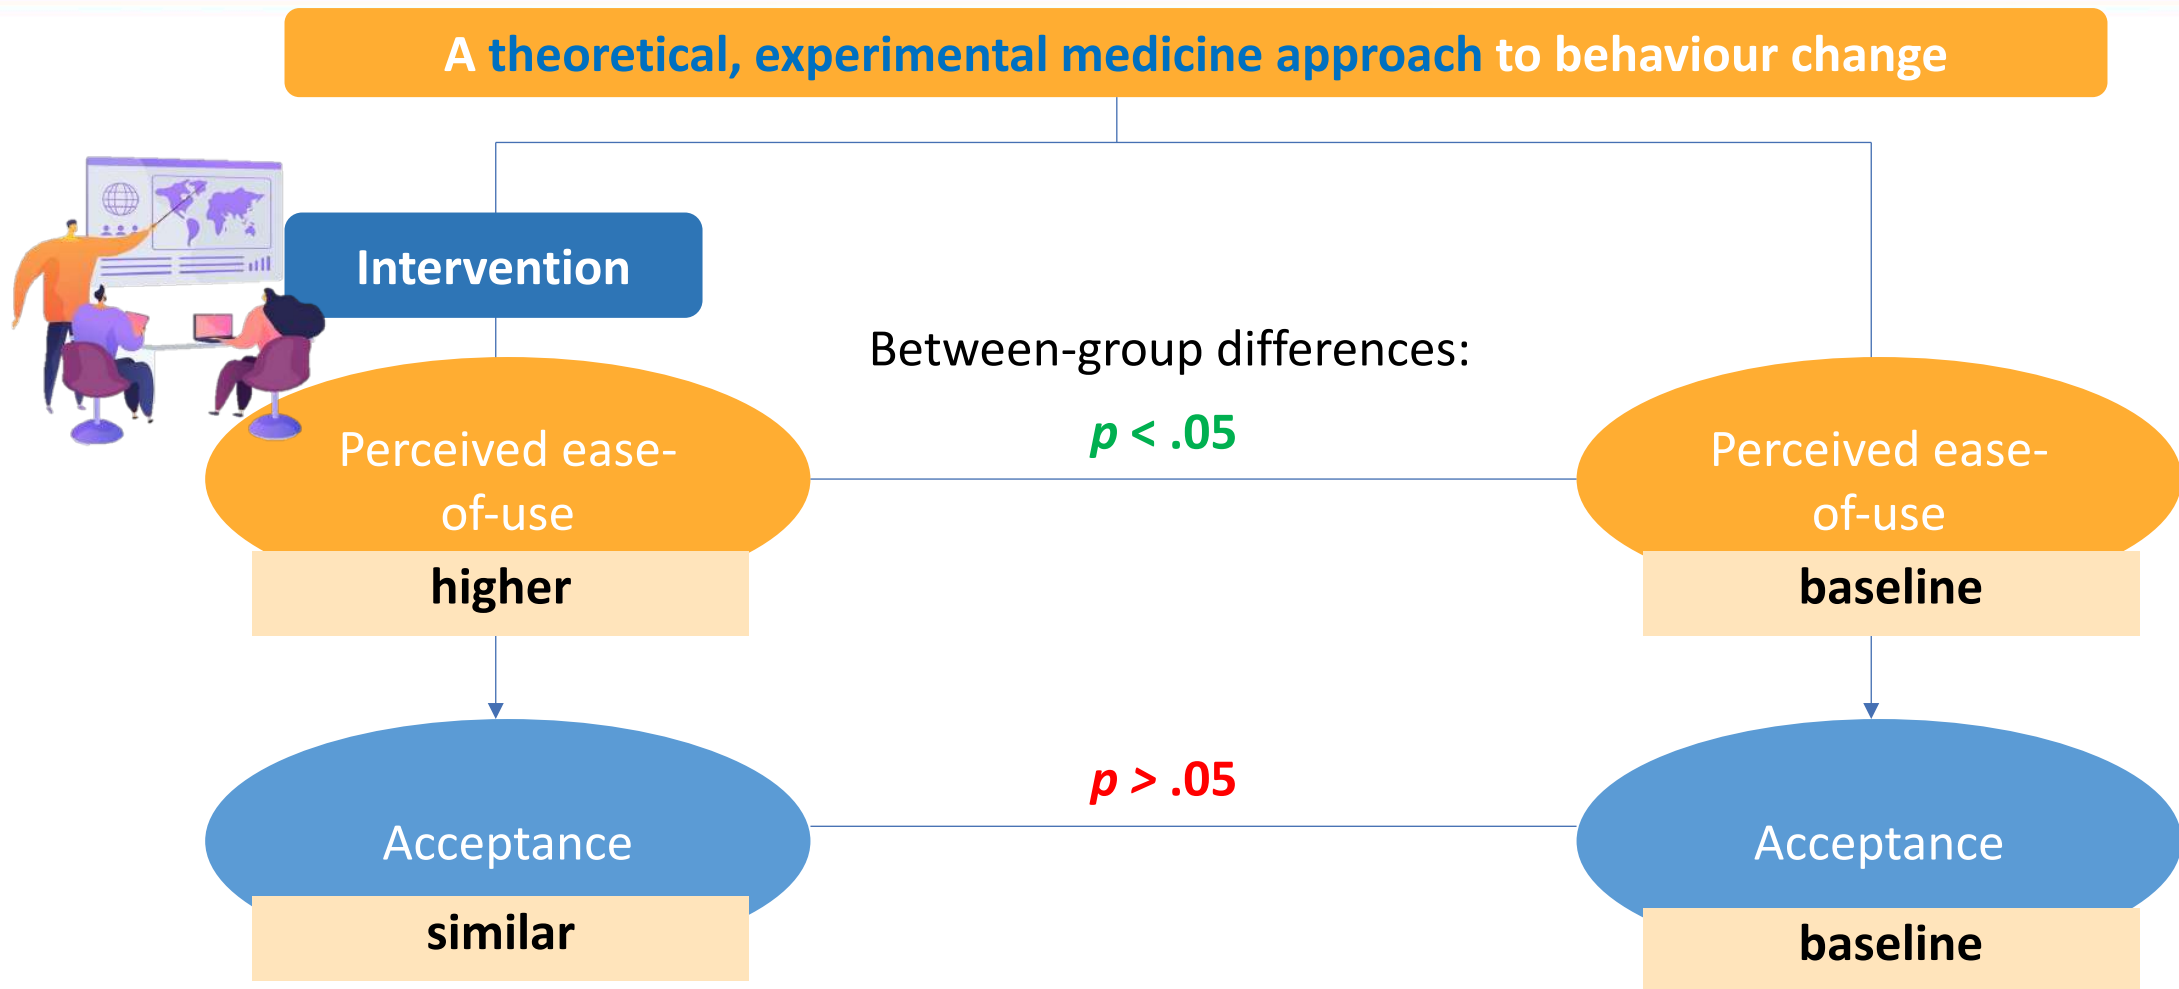 A theoretical, experimental medicine approach to behaviour change
Intervention
Between-group differences:
p < .05
Perceived ease-
of-use
higher
Perceived ease-
of-use
baseline
p > .05
Acceptance
similar
Acceptance
baseline